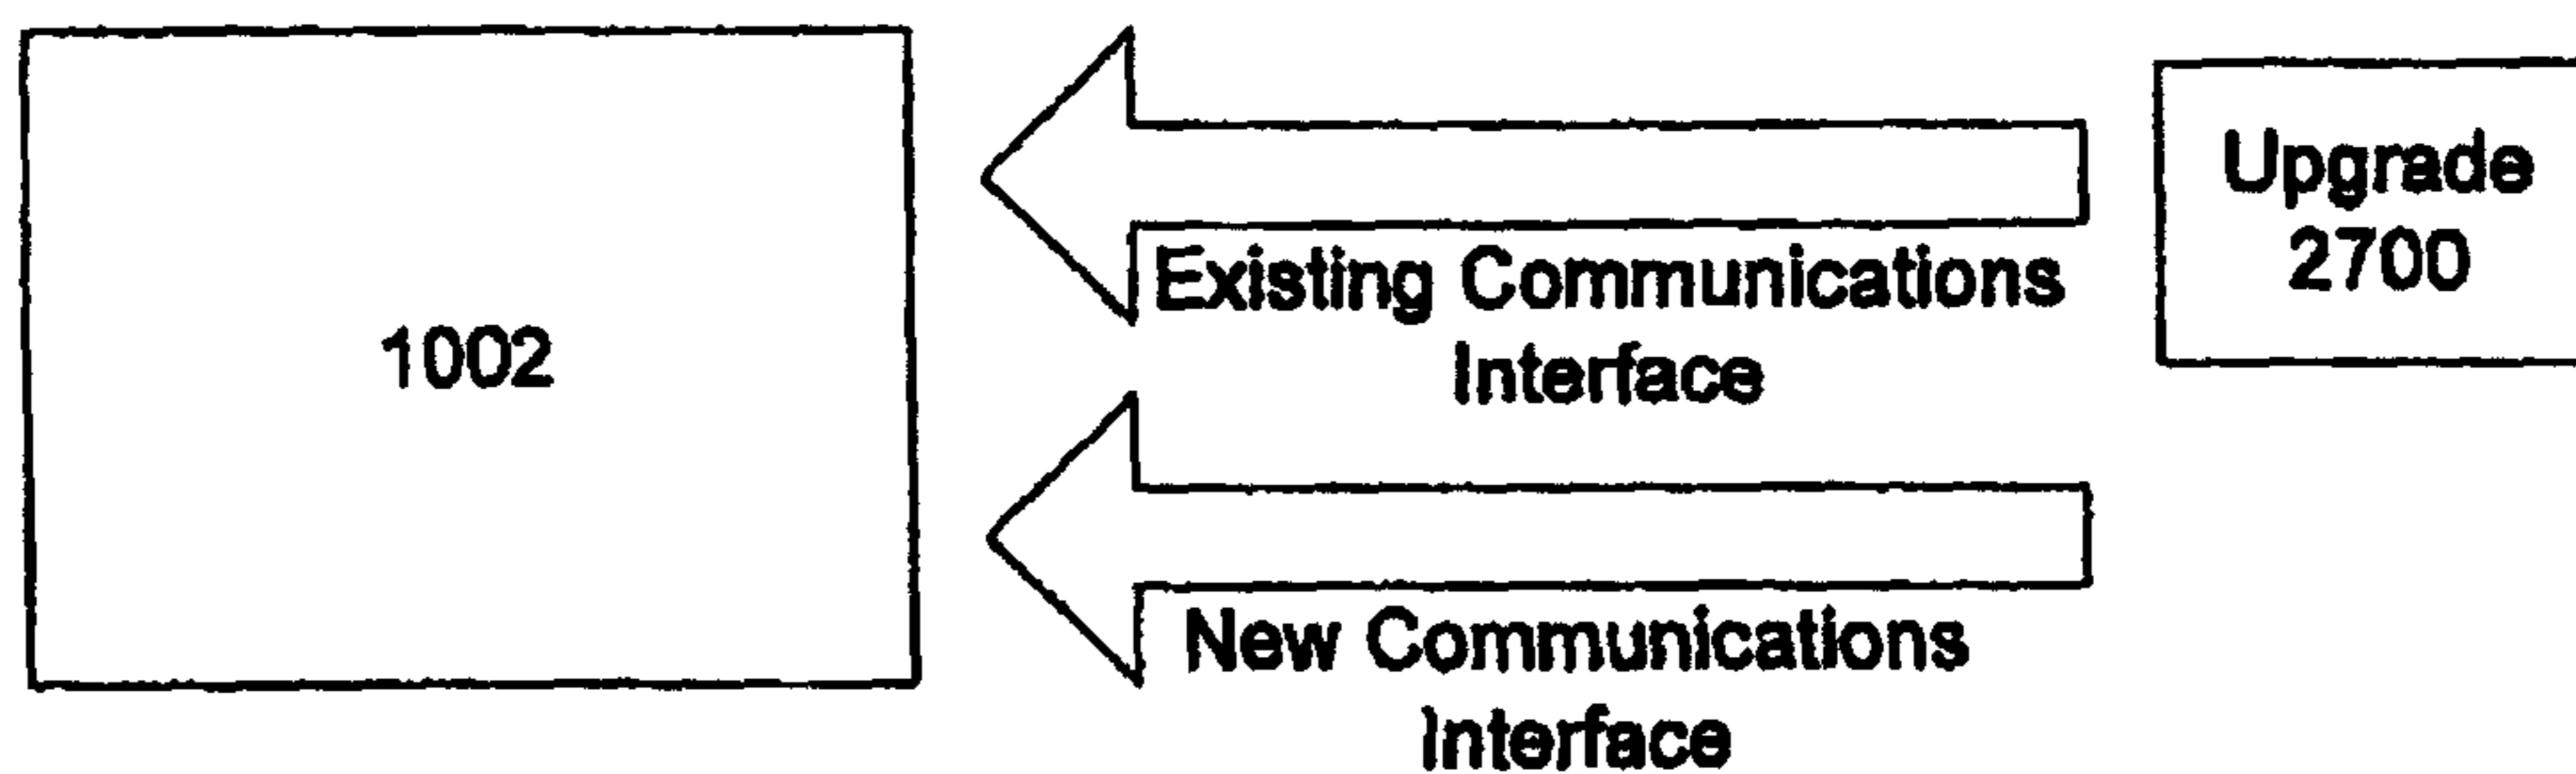 1002
Existing Communications
Interface
Upgrade
2700
New Communications
Interface